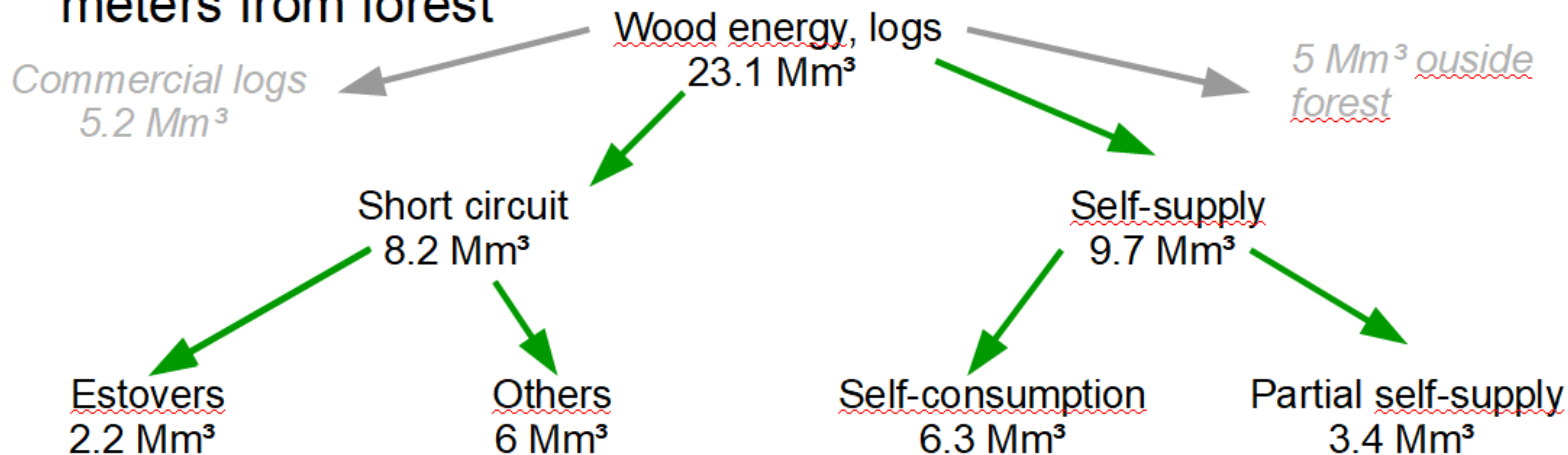 meters from forest
Wood energy, logs
23.1 Mm³
Commercial logs
5.2 Mm³
5 Mm³ ouside
forest
Short circuit
8.2 Mm³
Self-supply
9.7 Mm³
Estovers
2.2 Mm³
Others
6 Mm³
Self-consumption
6.3 Mm³
Partial self-supply
3.4 Mm³